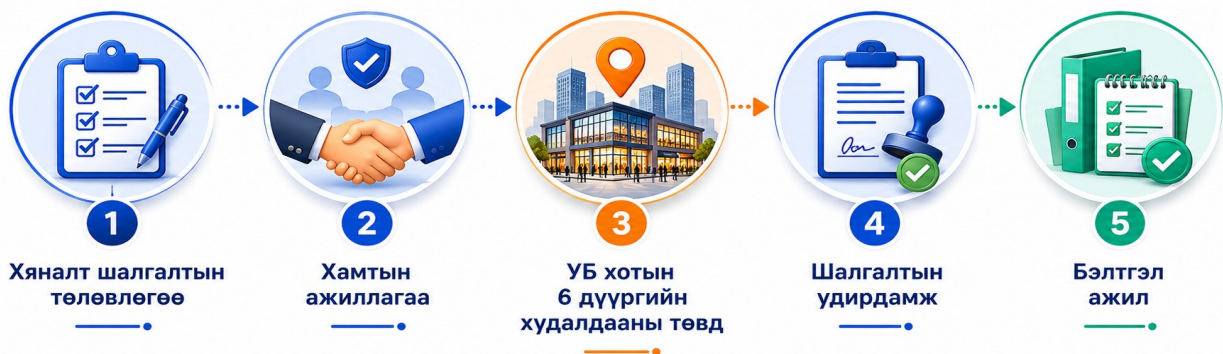 1
Хяналт шалгалтын
төлөвлөгөө
2
Хамтын
ажиллагаа
3
УБ хотын
6 дүүргийн
худалдааны төвд
4
Шалгалтын
удирдамж
5
Бэлтгэл
ажил